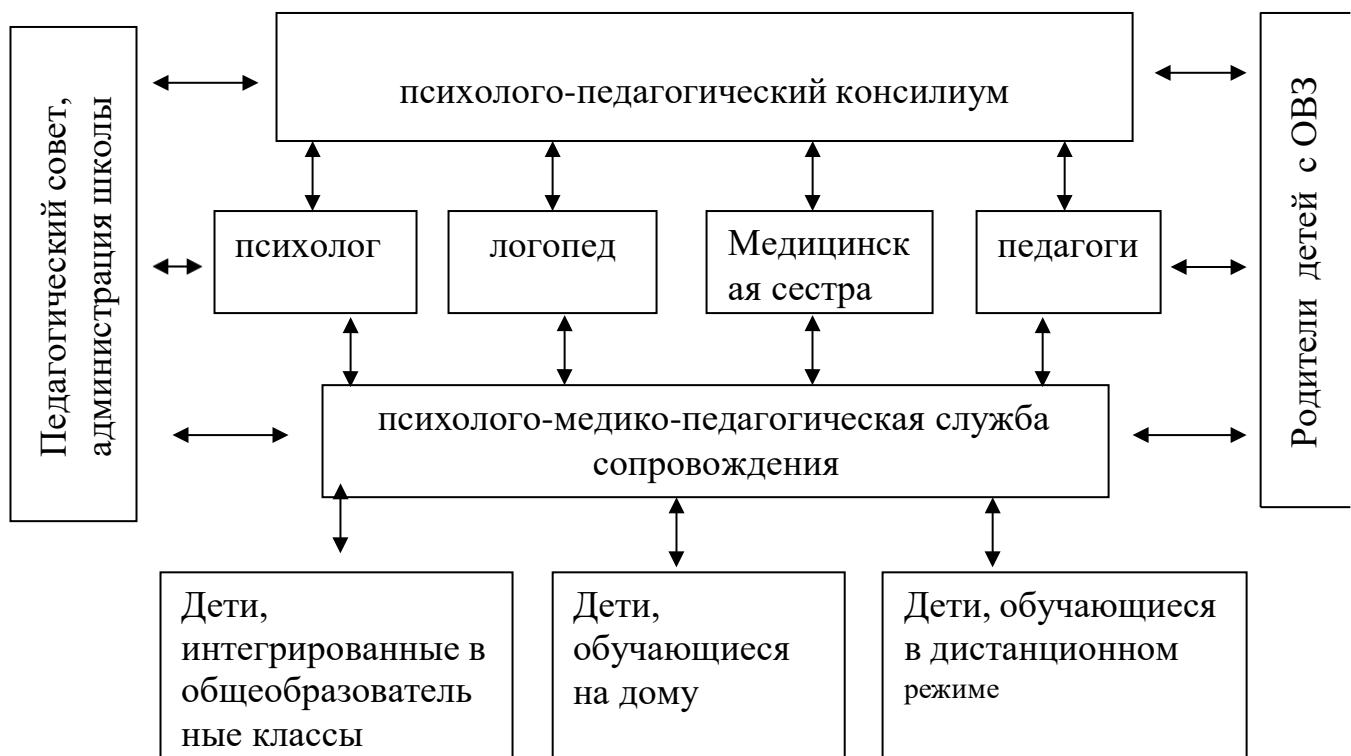 Педагогический совет,
администрация школы
психолого-педагогический консилиум
Родители детей с ОВЗ
психолог
логопед
Медицинск
ая сестра
педагоги
психолого-медико-педагогическая служба
сопровождения
Дети,
интегрированные в
общеобразователь
ные классы
Дети,
обучающиеся
на дому
Дети, обучающиеся
в дистанционном
режиме